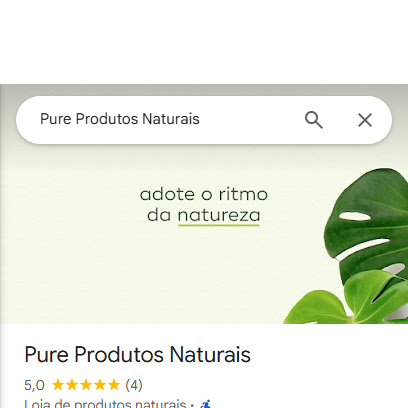 Pure Produtos Naturais
adote o ritmo
da natureza
Pure Produtos Naturais
5,0 ★★★★★ (4)
Loja de produtos naturais ·